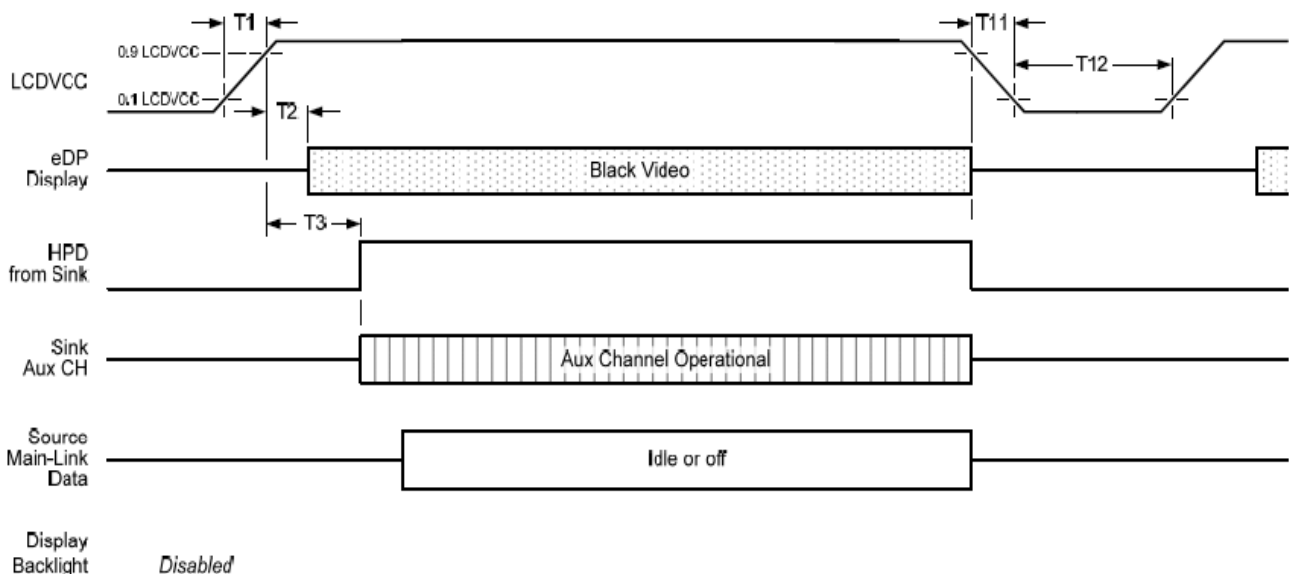 T1
T11
0.9 LCDVCC
LCDVCC
T12
0.1 LCDVCC
T2
eDP
Display
Black Video
T3
HPD
from Sink
Sink
Aux CH
Aux Channel Operational
Source
Main-Link
Data
Idle or off
Display
Backlight
Disabled